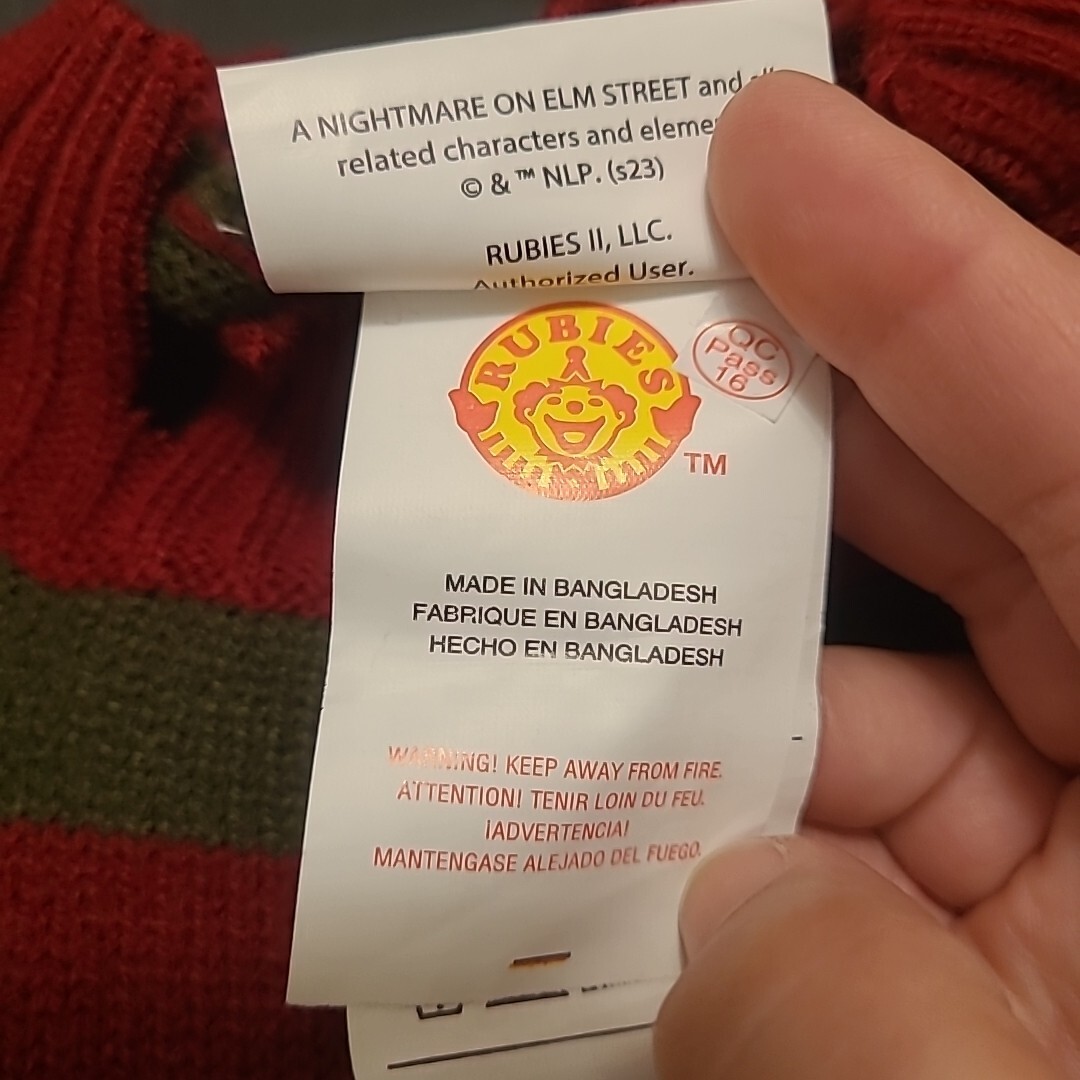 A NIGHTMARE ON ELM STREET and
related characters and
© & ™ NLP. (s23)
RUBIES II, LLC.
Authorized User.
RUBIES
TM
QC
Pass
16
MADE IN BANGLADESH
FABRIQUE EN BANGLADESH
HECHO EN BANGLADESH
WARNING! KEEP AWAY FROM FIRE.
ATTENTION! TENIR LOIN DU FEU.
¡ADVERTENCIA!
MANTENGASE ALEJADO DEL FUEGO.